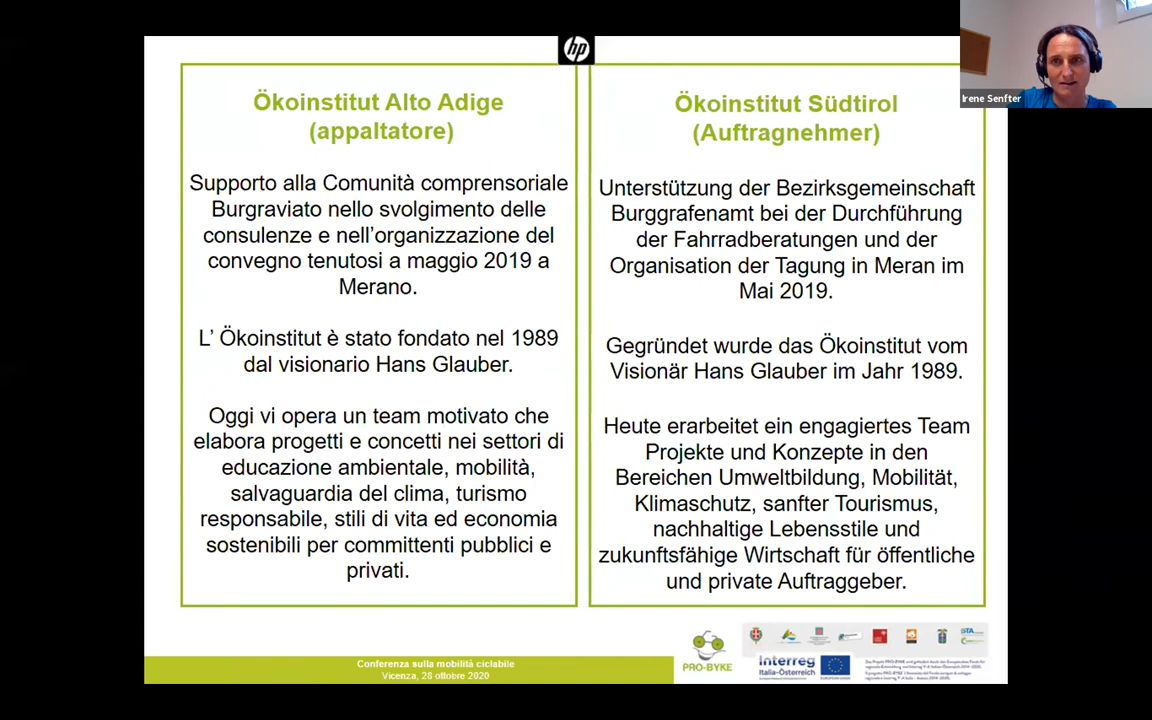 hp
Irene Senfter
Ökoinstitut Alto Adige
(appaltatore)
Supporto alla Comunità comprensoriale
Burgraviato nello svolgimento delle
consulenze e nell'organizzazione del
convegno tenutosi a maggio 2019 a
Merano.
L' Ökoinstitut è stato fondato nel 1989
dal visionario Hans Glauber.
Oggi vi opera un team motivato che
elabora progetti e concetti nei settori di
educazione ambientale, mobilità,
salvaguardia del clima, turismo
responsabile, stili di vita ed economia
sostenibili per committenti pubblici e
privati.
Ökoinstitut Südtirol
(Auftragnehmer)
Unterstützung der Bezirksgemeinschaft
Burggrafenamt bei der Durchführung
der Fahrradberatungen und der
Organisation der Tagung in Meran im
Mai 2019.
Gegründet wurde das Ökoinstitut vom
Visionär Hans Glauber im Jahr 1989.
Heute erarbeitet ein engagiertes Team
Projekte und Konzepte in den
Bereichen Umweltbildung, Mobilität,
Klimaschutz, sanfter Tourismus,
nachhaltige Lebensstile und
zukunftsfähige Wirtschaft für öffentliche
und private Auftraggeber.
Conferenza sulla mobilità ciclabile
Vicenza, 28 ottobre 2020
PRO-BYKE
STA
Interreg
Italia-Österreich